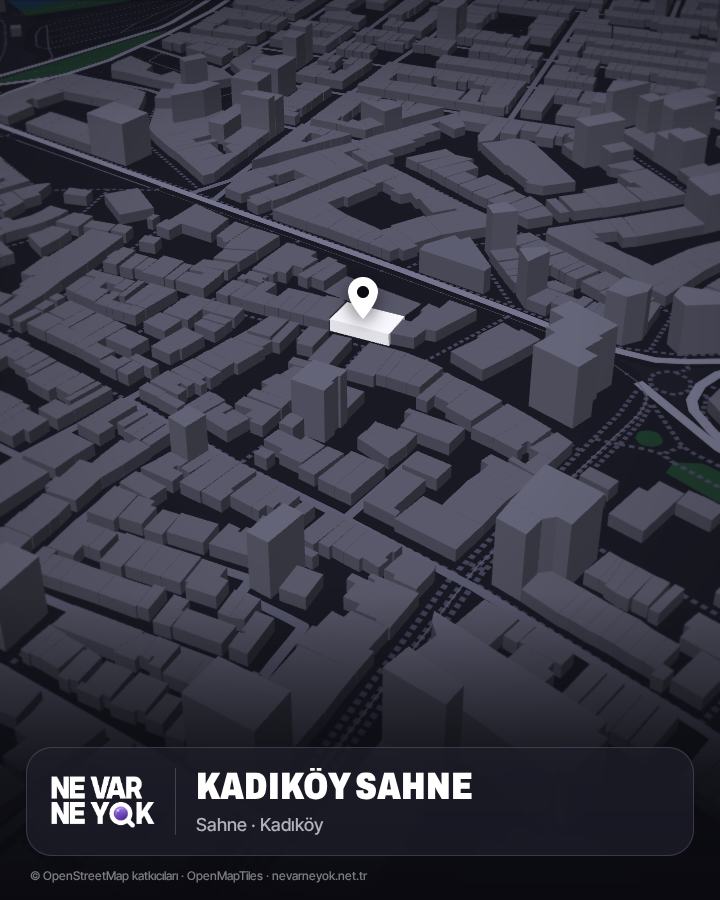 NE VAR
NE YOK
KADIKÖY SAHNE
Sahne · Kadıköy
© OpenStreetMap katkıcıları · OpenMapTiles · nevarneyok.net.tr